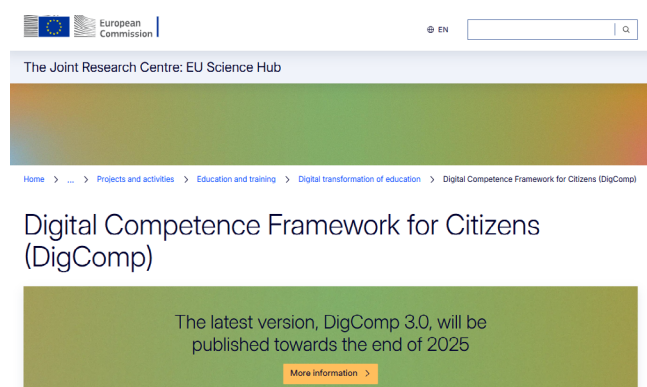 European
Commission
EN
The Joint Research Centre: EU Science Hub
Home > ... > Projects and activities > Education and training > Digital transformation of education > Digital Competence Framework for Citizens (DigComp)
Digital Competence Framework for Citizens
(DigComp)
The latest version, DigComp 3.0, will be
published towards the end of 2025
More information >